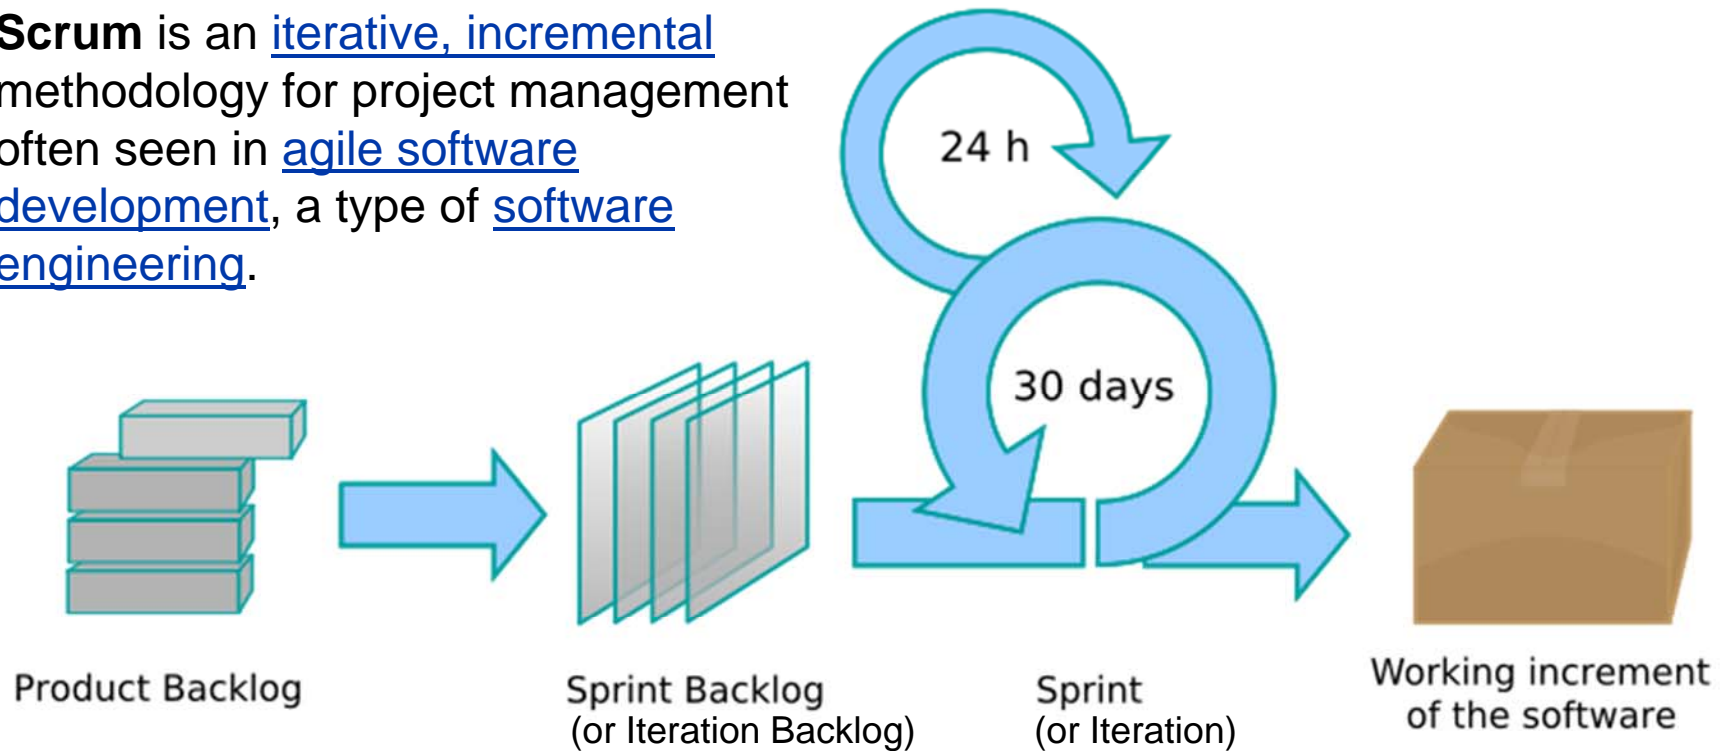 Scrum is an iterative, incremental
methodology for project management
often seen in agile software
development, a type of software
engineering.
24 h
30 days
Product Backlog
Sprint Backlog
(or Iteration Backlog)
Sprint
(or Iteration)
Working increment
of the software